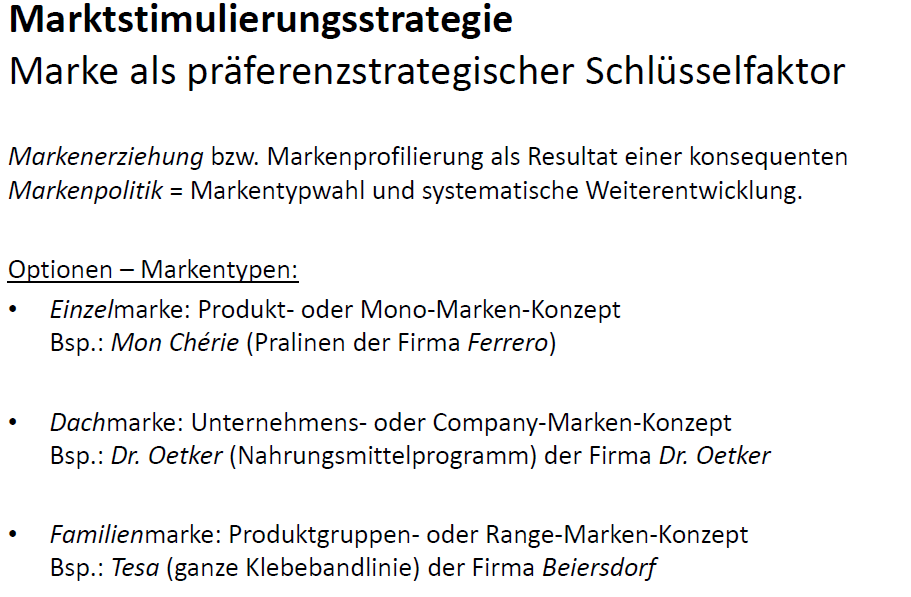 Marktstimulierungsstrategie
Marke als präferenzstrategischer Schlüsselfaktor
Markenerziehung bzw. Markenprofilierung als Resultat einer konsequenten
Markenpolitik = Markentypwahl und systematische Weiterentwicklung.
Optionen – Markentypen:
• Einzelmarke: Produkt- oder Mono-Marken-Konzept
Bsp.: Mon Chérie (Pralinen der Firma Ferrero)
• Dachmarke: Unternehmens- oder Company-Marken-Konzept
Bsp.: Dr. Oetker (Nahrungsmittelprogramm) der Firma Dr. Oetker
• Familienmarke: Produktgruppen- oder Range-Marken-Konzept
Bsp.: Tesa (ganze Klebebandlinie) der Firma Beiersdorf